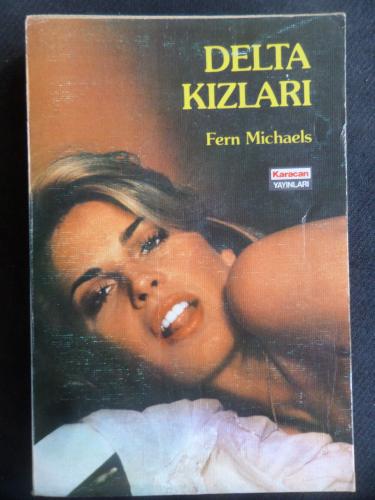 DELTA
KIZLARI
Fern Michaels
Karacan
YAYINLARI